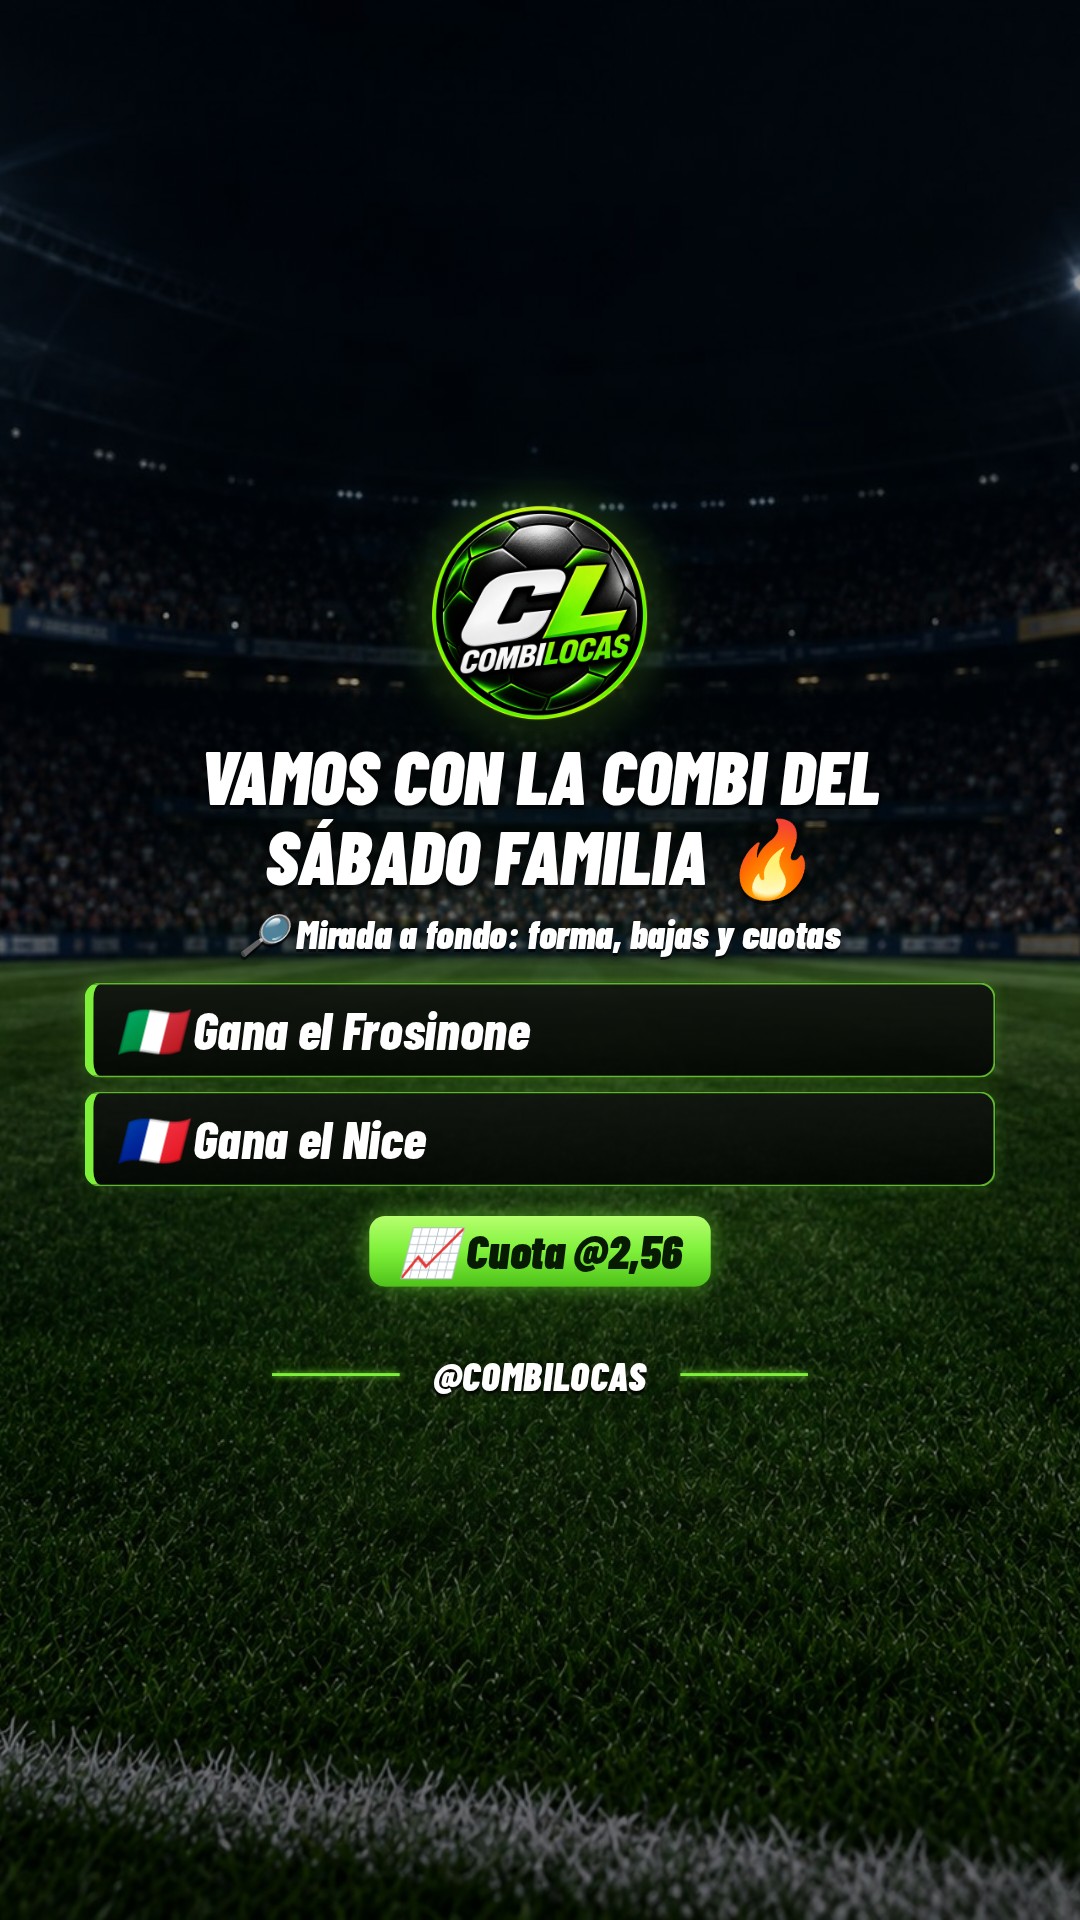 CL
COMBILOCAS
VAMOS CON LA COMBI DEL
SÁBADO FAMILIA 🔥
🔎 Mirada a fondo: forma, bajas y cuotas
🇮🇹 Gana el Frosinone
🇫🇷 Gana el Nice
📈 Cuota @2,56
@COMBILOCAS